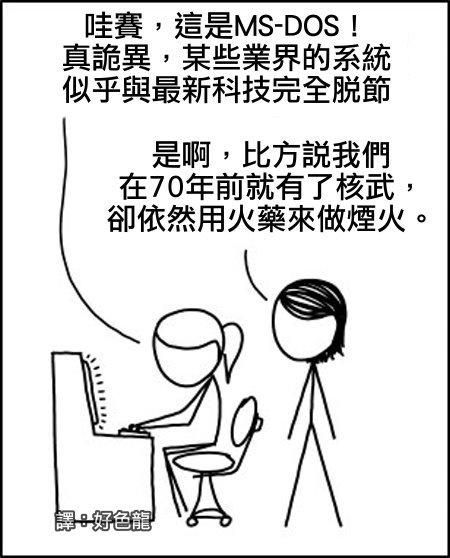 哇賽，這是MS-DOS！
真詭異，某些業界的系統
似乎與最新科技完全脫節
是啊，比方說我們
在70年前就有了核武，
卻依然用火藥來做煙火。
譯：好色龍